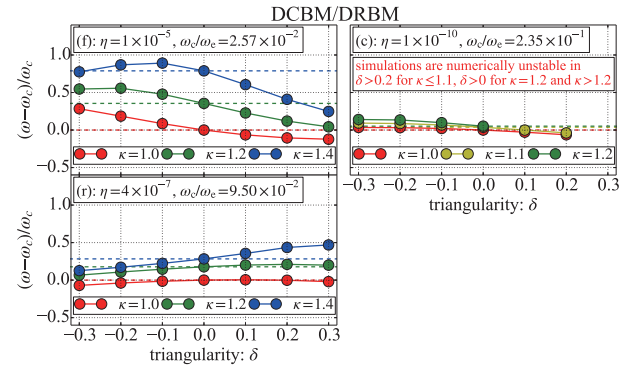 DCBM/DRBM
(f): η=1×10⁻⁵, ω_c/ω_e=2.57×10⁻²
(ω−ω_c)/ω_c
1.0
0.5
0.0
−0.5
κ=1.0 κ=1.2 κ=1.4
(c): η=1×10⁻¹⁰, ω_c/ω_e=2.35×10⁻¹
simulations are numerically unstable in
δ>0.2 for κ≤1.1, δ>0 for κ=1.2 and κ>1.2
κ=1.0 κ=1.1 κ=1.2
−0.3 −0.2 −0.1 0.0 0.1 0.2 0.3
triangularity: δ
(r): η=4×10⁻⁷, ω_c/ω_e=9.50×10⁻²
(ω−ω_c)/ω_c
1.0
0.5
0.0
−0.5
κ=1.0 κ=1.2 κ=1.4
−0.3 −0.2 −0.1 0.0 0.1 0.2 0.3
triangularity: δ